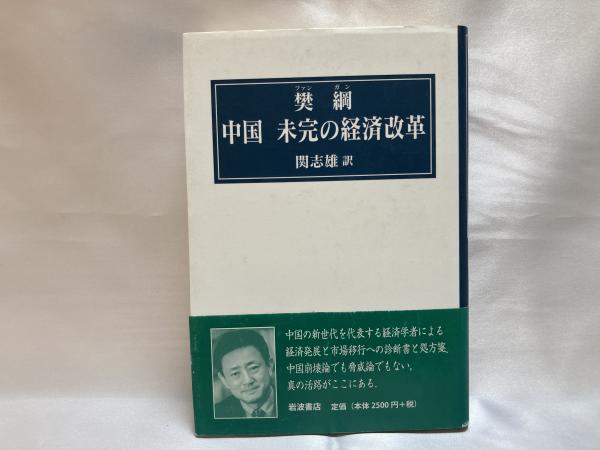 ファン ガン
樊 綱
中国 未完の経済改革
関志雄 訳
中国の新世代を代表する経済学者による
経済発展と市場移行への診断書と処方箋。
中国崩壊論でも脅威論でもない、
真の活路がここにある。
岩波書店 定価（本体2500円＋税）